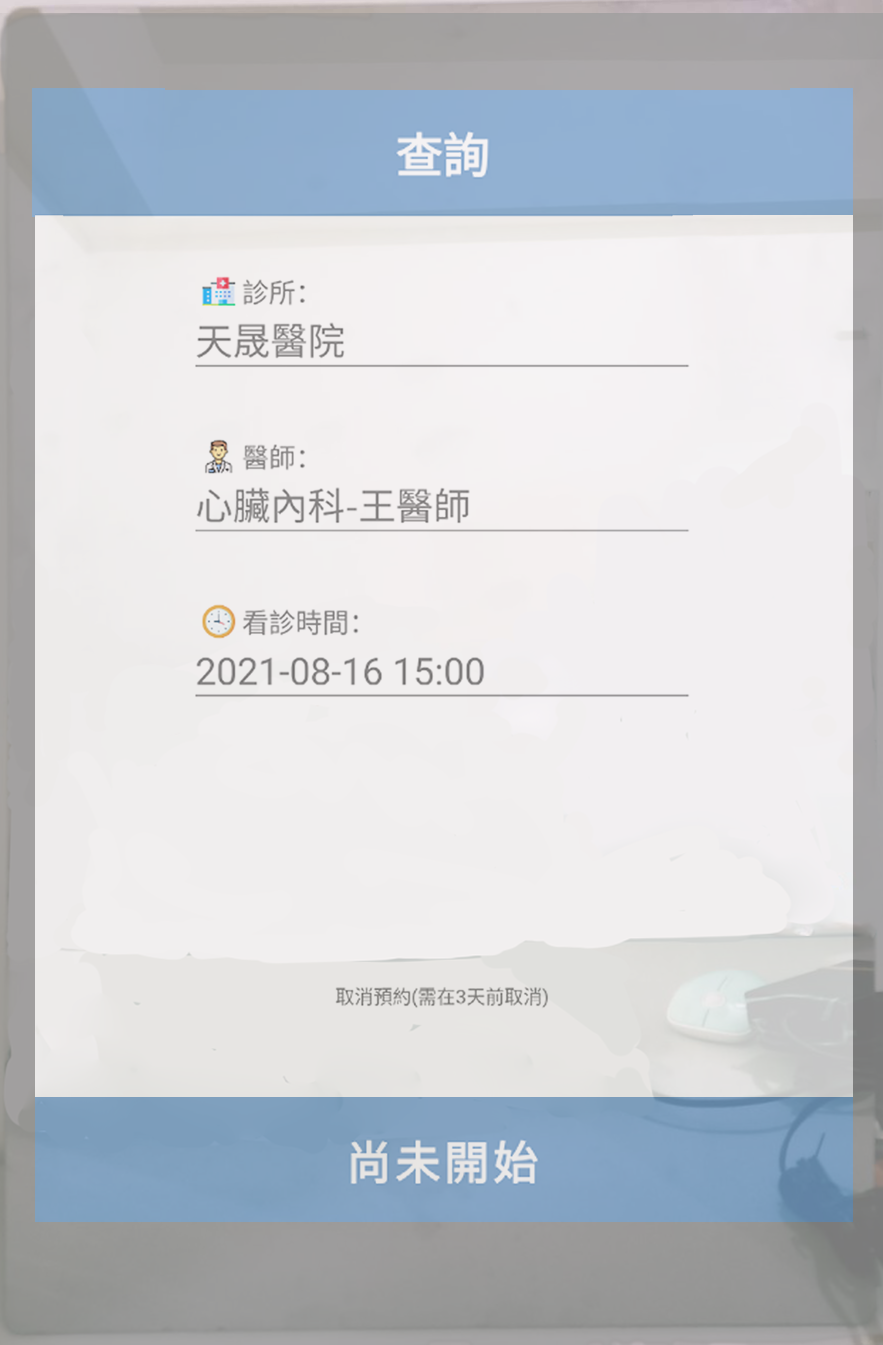 查詢
診所：
天晟醫院
醫師：
心臟內科-王醫師
看診時間：
2021-08-16 15:00
取消預約(需在3天前取消)
尚未開始